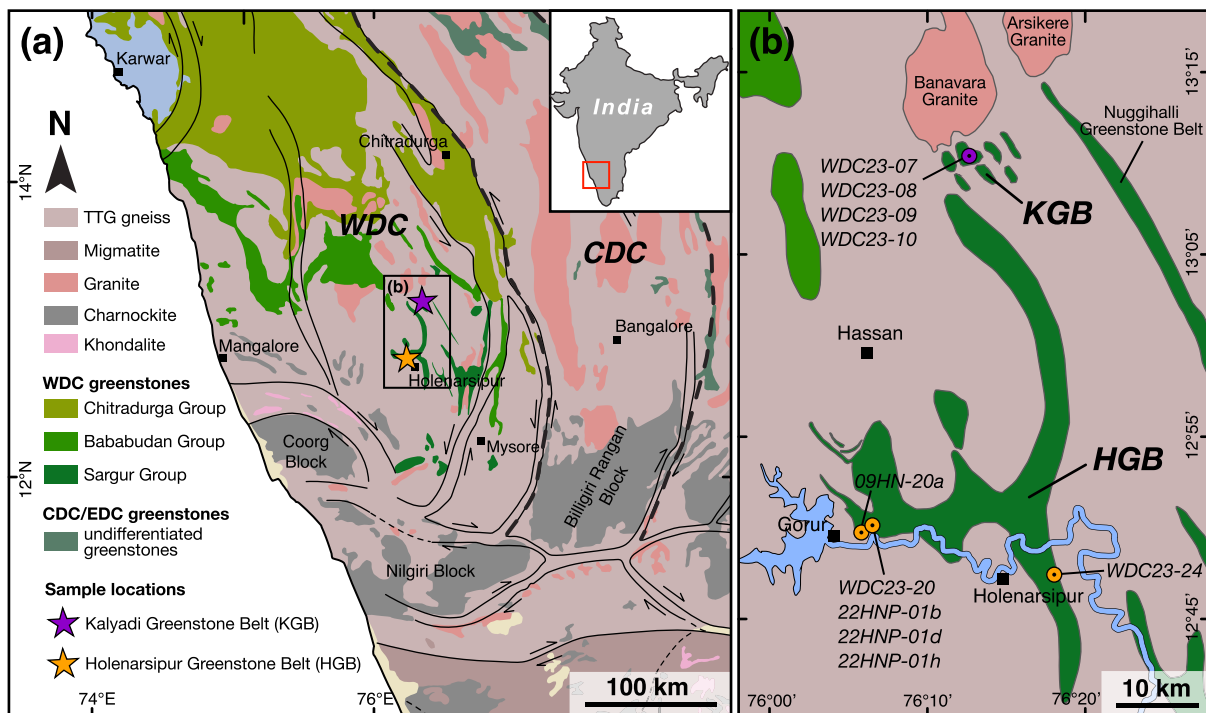 (a)
Karwar
N
14°N
TTG gneiss
Migmatite
Granite
Charnockite
Khondalite
WDC greenstones
Chitradurga Group
Bababudan Group
Sargur Group
CDC/EDC greenstones
undifferentiated
greenstones
Sample locations
Kalyadi Greenstone Belt (KGB)
Holenarsipur Greenstone Belt (HGB)
74°E
76°E
12°N
Chitradurga
WDC
CDC
(b)
Bangalore
Mangalore
Holenarsipur
Mysore
Coorg
Block
Billigiri Rangan
Block
Nilgiri Block
100 km
India
(b)
Arsikere
Granite
Banavara
Granite
13°15'
Nuggihalli
Greenstone Belt
WDC23-07
WDC23-08
WDC23-09
WDC23-10
KGB
13°05'
Hassan
12°55'
HGB
09HN-20a
Gorur
WDC23-24
WDC23-20
22HNP-01b
22HNP-01d
22HNP-01h
Holenarsipur
12°45'
76°00'
76°10'
76°20'
10 km